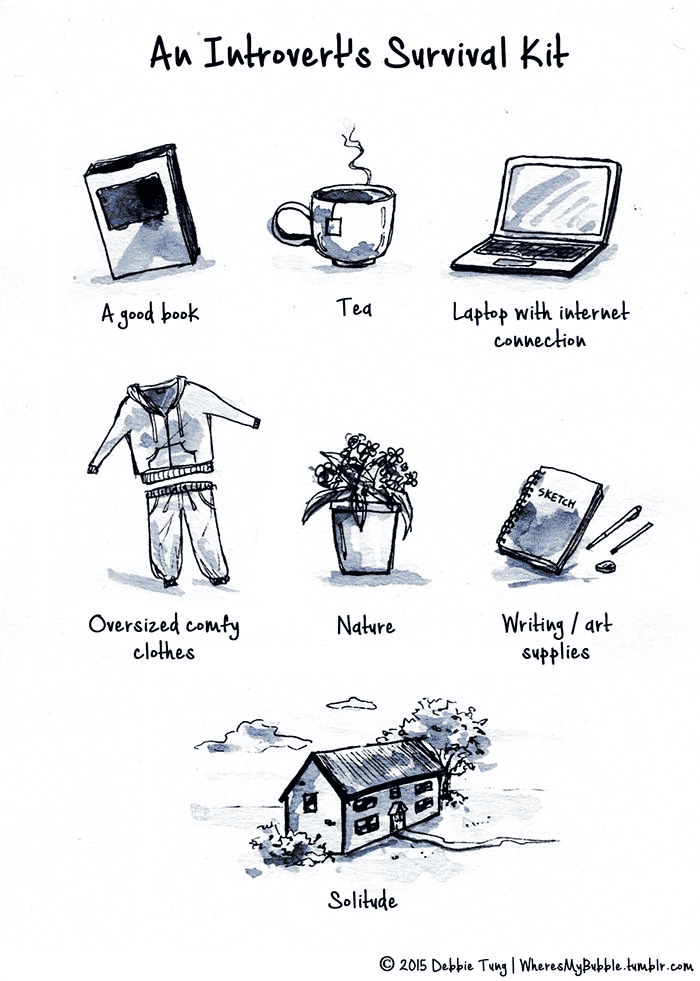 An Introvert's Survival Kit
A good book
Tea
Laptop with internet
connection
Oversized comfy
clothes
Nature
SKETCH
Writing / art
supplies
Solitude
© 2015 Debbie Tung | WheresMyBubble.tumblr.com